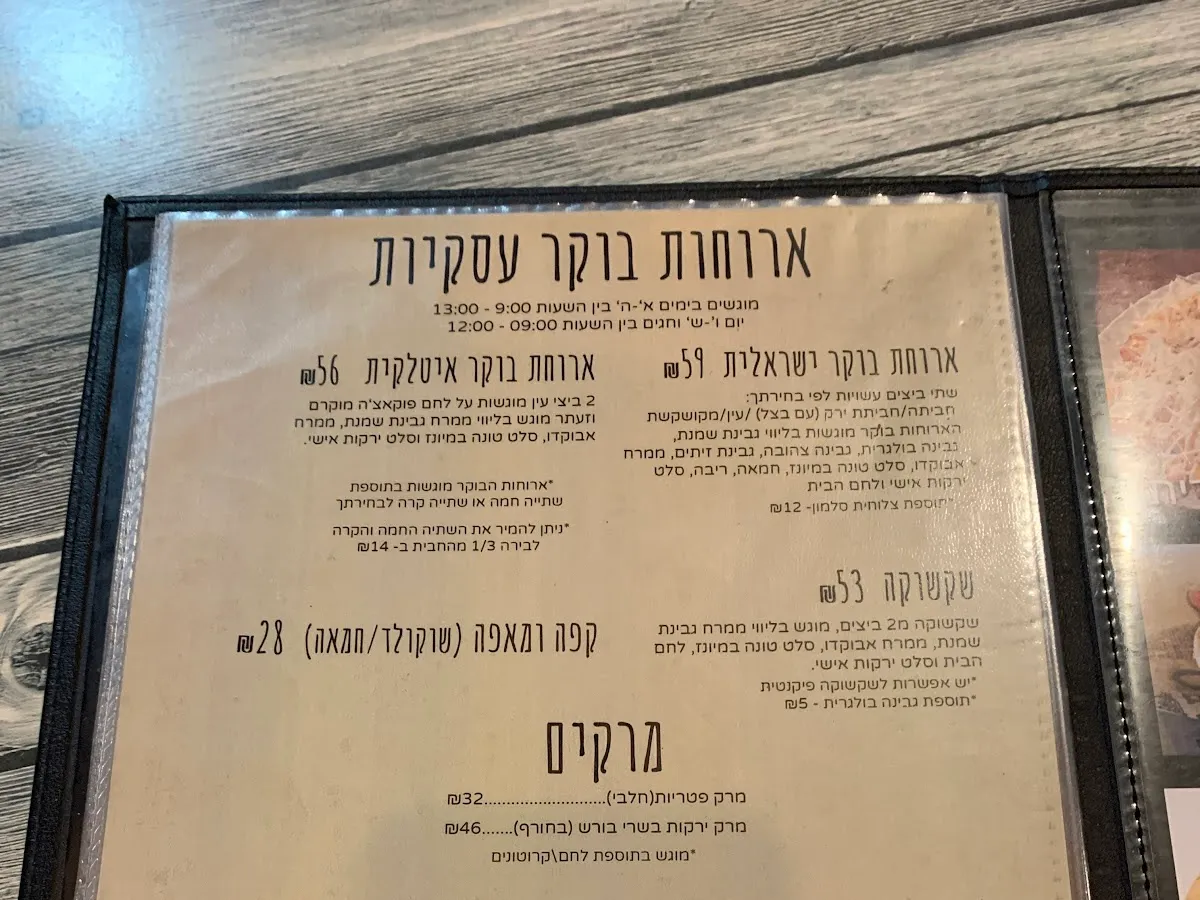 ארוחות בוקר עסקיות
מוגשים בימים א'-ה' בין השעות 9:00 - 13:00
יום ו'-ש' וחגים בין השעות 09:00 - 12:00
ארוחת בוקר ישראלית 59₪
שתי ביצים עשויות לפי בחירתך:
חביתה/חביתת ירק (עם בצל) /עין/מקושקשת
הארוחות בוקר מוגשות בליווי גבינת שמנת,
גבינה בולגרית, גבינה צהובה, גבינת זיתים, ממרח
אבוקדו, סלט טונה במיונז, חמאה, ריבה, סלט
ירקות אישי ולחם הבית
*תוספת צלוחית סלמון- 12₪
ארוחת בוקר איטלקית 56₪
2 ביצי עין מוגשות על לחם פוקאצ'ה מוקרם
וזעתר מוגש בליווי ממרח גבינת שמנת, ממרח
אבוקדו, סלט טונה במיונז וסלט ירקות אישי.
*ארוחות הבוקר מוגשות בתוספת
שתייה חמה או שתייה קרה לבחירתך
*ניתן להמיר את השתיה החמה והקרה
לבירה 1/3 מהחבית ב- 14₪
שקשוקה 53₪
שקשוקה מ2 ביצים, מוגש בליווי ממרח גבינת
שמנת, ממרח אבוקדו, סלט טונה במיונז, לחם
הבית וסלט ירקות אישי.
*יש אפשרות לשקשוקה פיקנטית
*תוספת גבינה בולגרית - 5₪
קפה ומאפה (שוקולד/חמאה) 28₪
מרקים
מרק פטריות(חלבי)...........................32₪
מרק ירקות בשרי בורש (בחורף).......46₪
*מוגש בתוספת לחם\קרוטונים